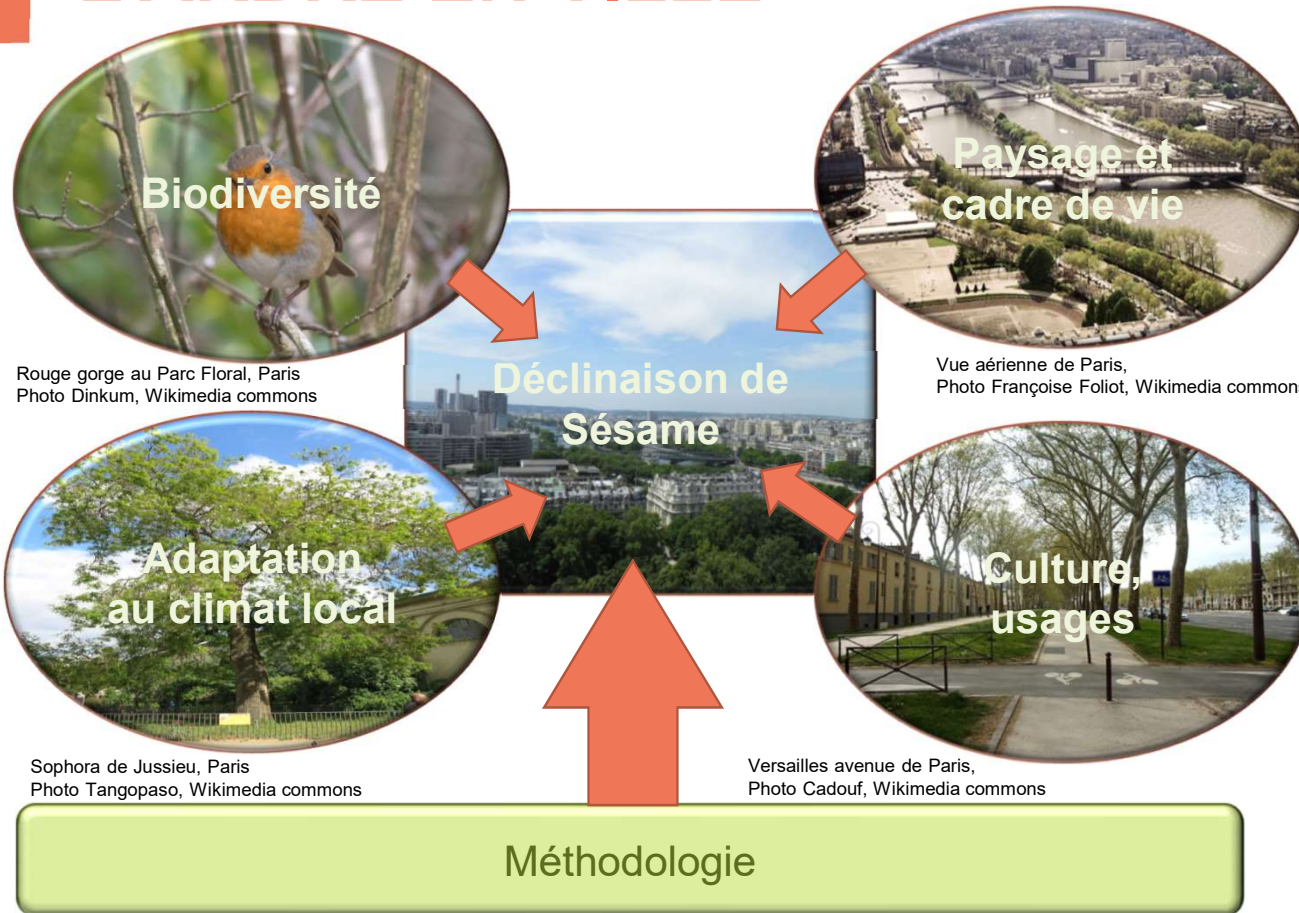 Biodiversité
Paysage et
cadre de vie
Rouge gorge au Parc Floral, Paris
Photo Dinkum, Wikimedia commons
Vue aérienne de Paris,
Photo Françoise Foliot, Wikimedia common
Déclinaison de
Sésame
Adaptation
au climat local
Culture,
usages
Sophora de Jussieu, Paris
Photo Tangopaso, Wikimedia commons
Versailles avenue de Paris,
Photo Cadouf, Wikimedia commons
Méthodologie